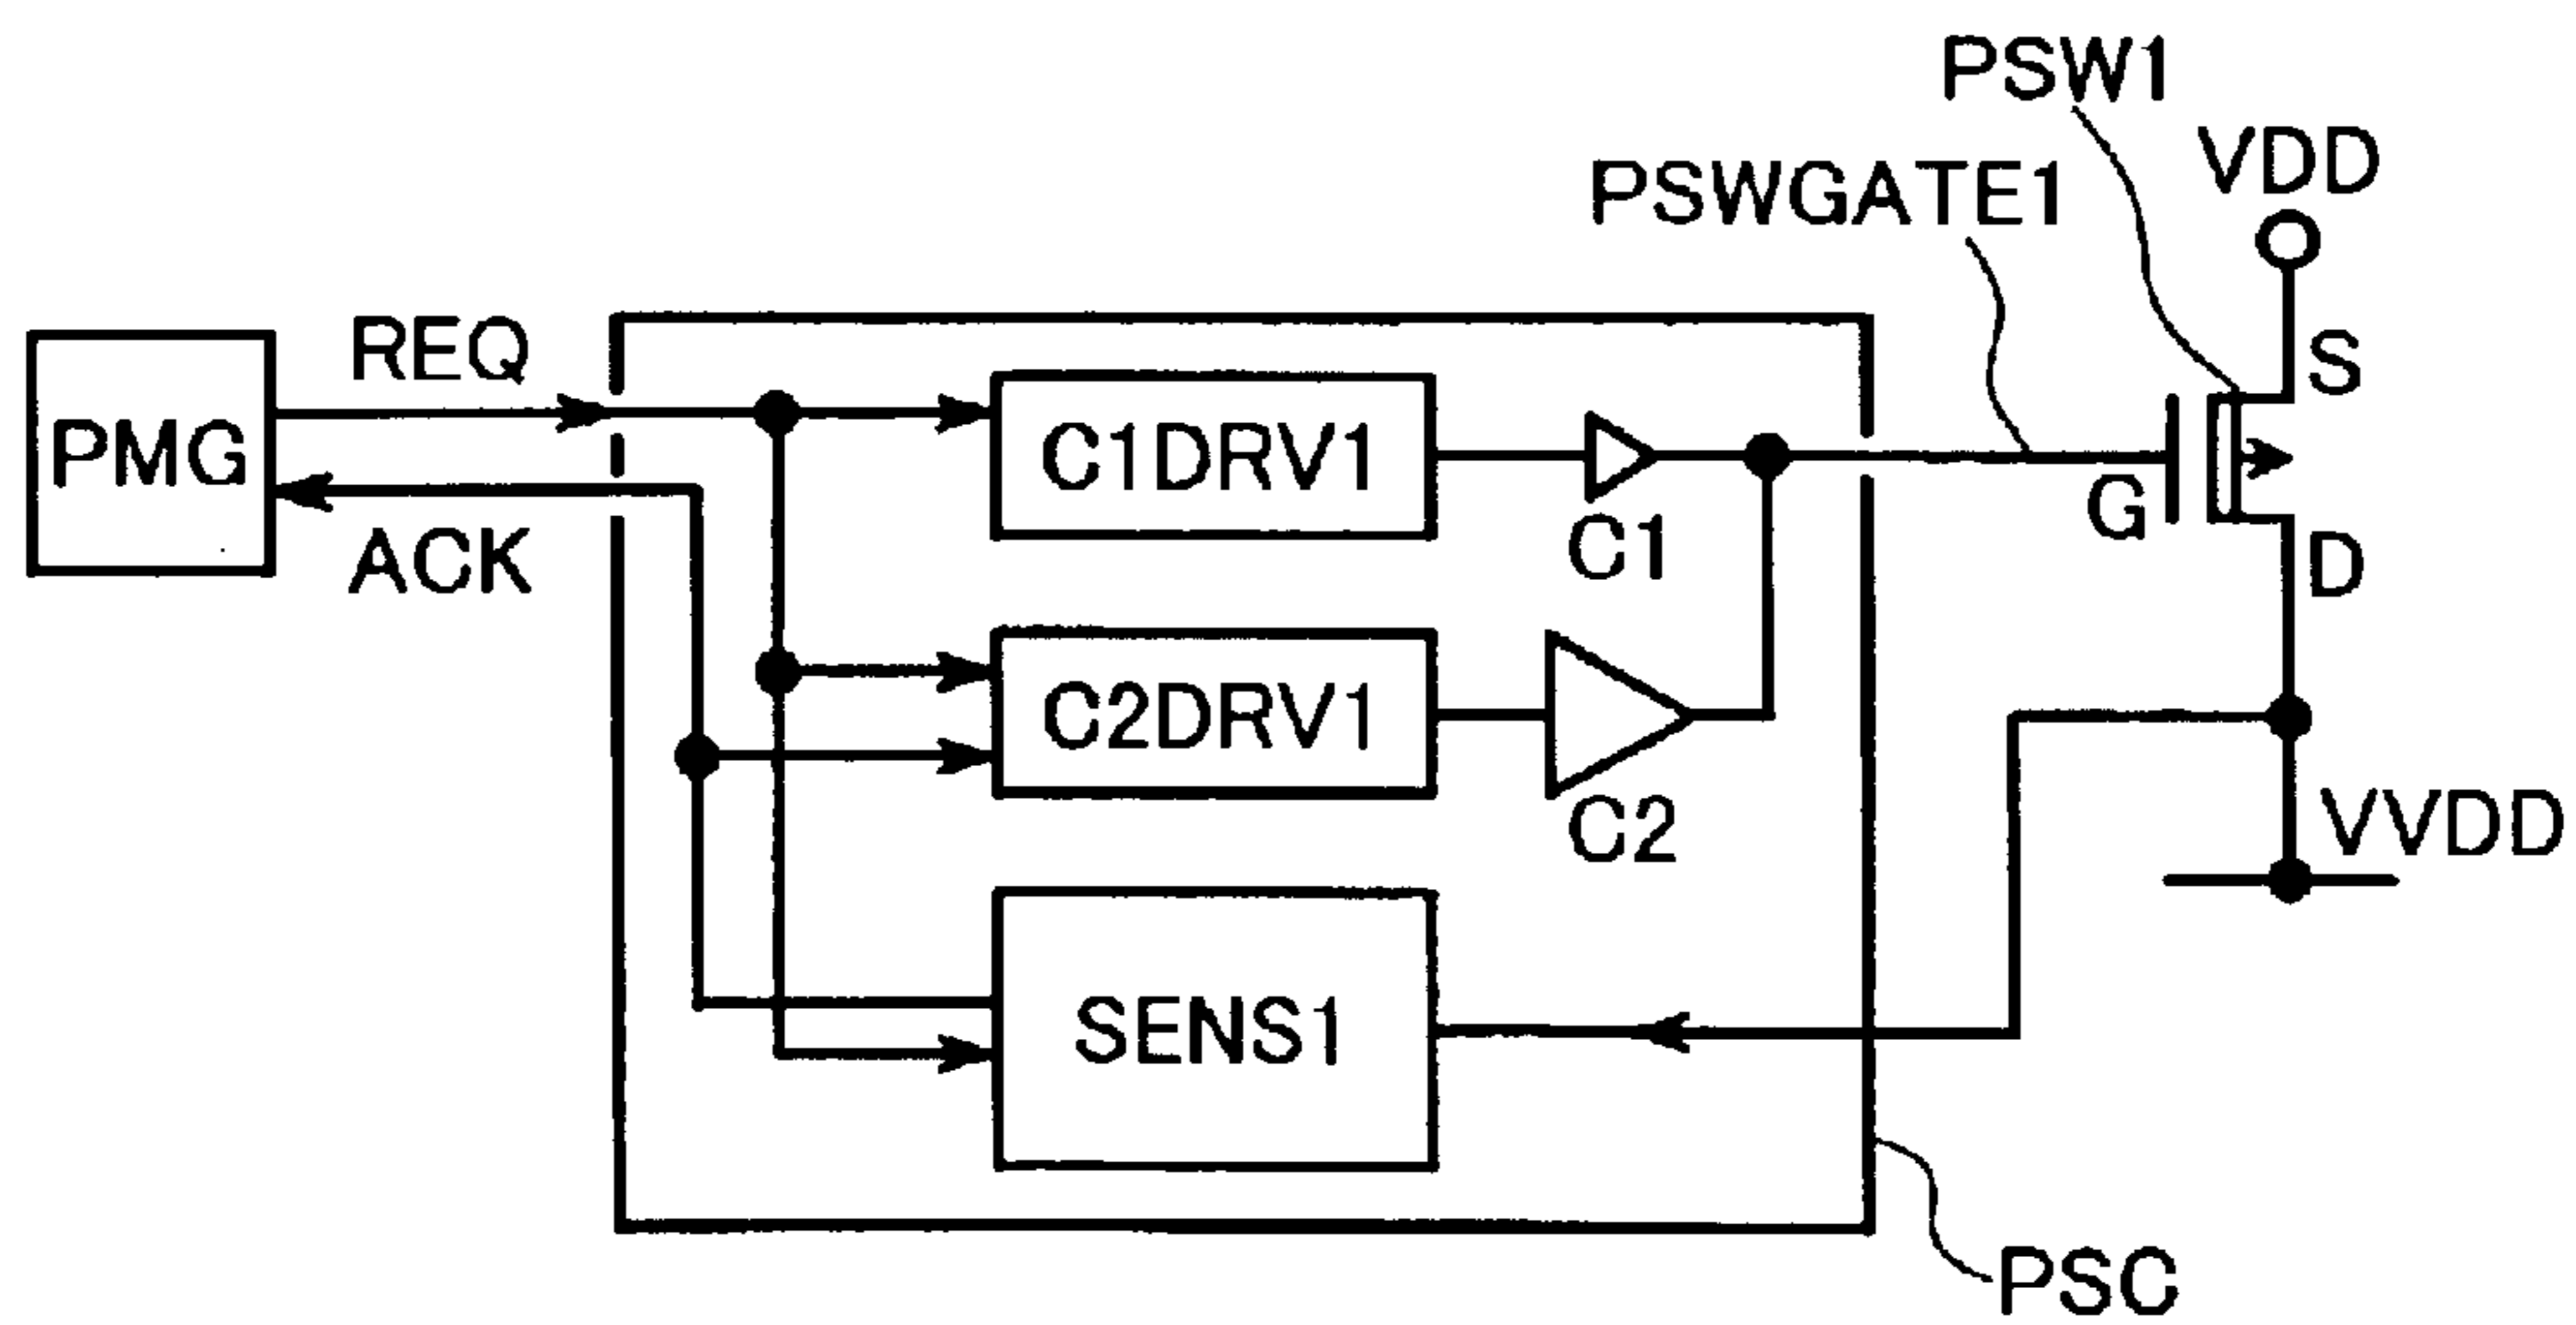 PSW1
VDD
PSWGATE1
REQ
S
PMG
C1DRV1
G
C1
ACK
D
C2DRV1
C2
VVDD
SENS1
PSC